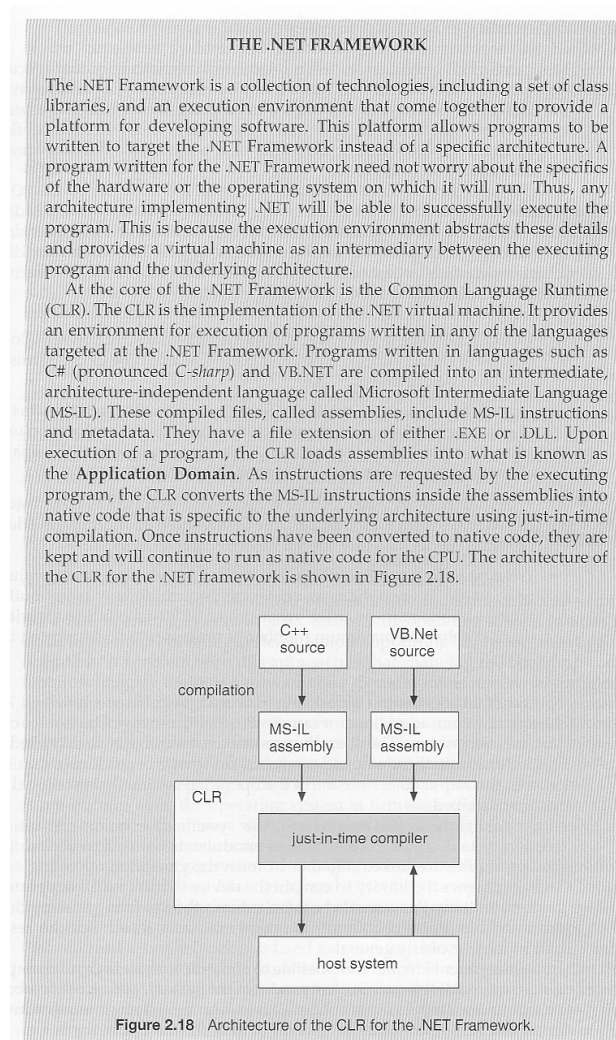 THE .NET FRAMEWORK
The .NET Framework is a collection of technologies, including a set of class
libraries, and an execution environment that come together to provide a
platform for developing software. This platform allows programs to be
written to target the .NET Framework instead of a specific architecture. A
program written for the .NET Framework need not worry about the specifics
of the hardware or the operating system on which it will run. Thus, any
architecture implementing .NET will be able to successfully execute the
program. This is because the execution environment abstracts these details
and provides a virtual machine as an intermediary between the executing
program and the underlying architecture.
At the core of the .NET Framework is the Common Language Runtime
(CLR). The CLR is the implementation of the .NET virtual machine. It provides
an environment for execution of programs written in any of the languages
targeted at the .NET Framework. Programs written in languages such as
C# (pronounced C-sharp) and VB.NET are compiled into an intermediate,
architecture-independent language called Microsoft Intermediate Language
(MS-IL). These compiled files, called assemblies, include MS-IL instructions
and metadata. They have a file extension of either .EXE or .DLL. Upon
execution of a program, the CLR loads assemblies into what is known as
the Application Domain. As instructions are requested by the executing
program, the CLR converts the MS-IL instructions inside the assemblies into
native code that is specific to the underlying architecture using just-in-time
compilation. Once instructions have been converted to native code, they are
kept and will continue to run as native code for the CPU. The architecture of
the CLR for the .NET framework is shown in Figure 2.18.
C++
source
VB.Net
source
compilation
MS-IL
assembly
MS-IL
assembly
CLR
just-in-time compiler
host system
Figure 2.18 Architecture of the CLR for the .NET Framework.